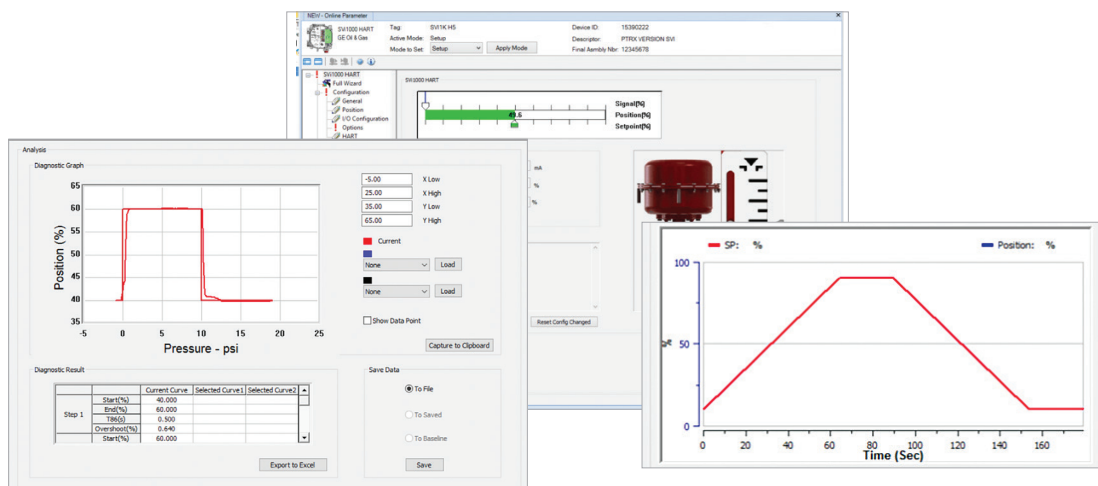 NEW - Online Parameter
×
SVI1000 HART
GE Oil & Gas
Tag: SVI1K H5
Device ID: 15390222
Active Mode: Setup
Descriptor: PTRX VERSION SVI
Mode to Set: Setup Apply Mode
Final Asmbly Nbr: 12345678
SVI1000 HART
Full Wizard
Configuration
General
Position
I/O Configuration
Options
HART
SVI1000 HART
Signal(%)
49.6 Position(%)
Setpoint(%)
mA
%
%
Reset Config Changed
Analysis
Diagnostic Graph
65
60
55
50
45
40
35
Position (%)
-5 0 5 10 15 20 25
Pressure - psi
-5.00 X Low
25.00 X High
35.00 Y Low
65.00 Y High
Current
None Load
None Load
Show Data Point
Capture to Clipboard
Diagnostic Result
Current Curve Selected Curve1 Selected Curve2
Step 1
Start(%) 40.000
End(%) 60.000
T86(s) 0.500
Overshoot(%) 0.640
Start(%) 60.000
Export to Excel
Save Data
To File
To Saved
To Baseline
Save
SP: %
Position: %
100
50
0
%
0 20 40 60 80 100 120 140 160
Time (Sec)